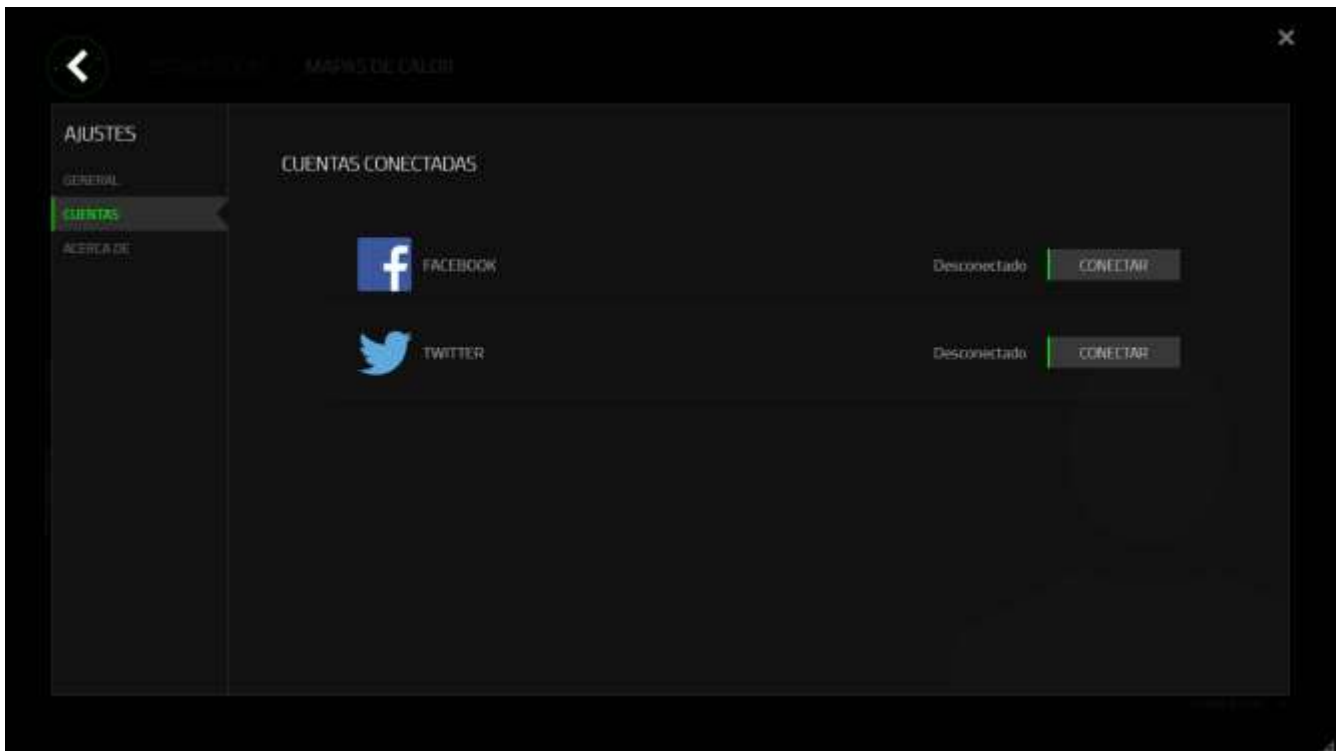 MAPAS DE CALOR
AJUSTES
GENERAL
CUENTAS
ACERCA DE
CUENTAS CONECTADAS
FACEBOOK
Desconectado
CONECTAR
TWITTER
Desconectado
CONECTAR